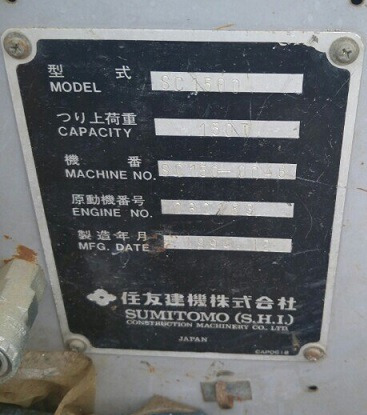 型 式
MODEL
つり上荷重
CAPACITY 150T
機 番
MACHINE NO.
原動機番号
ENGINE NO.
製造年月
MFG. DATE
住友建機株式会社
SUMITOMO (S.H.I.)
CONSTRUCTION MACHINERY CO., LTD.
JAPAN